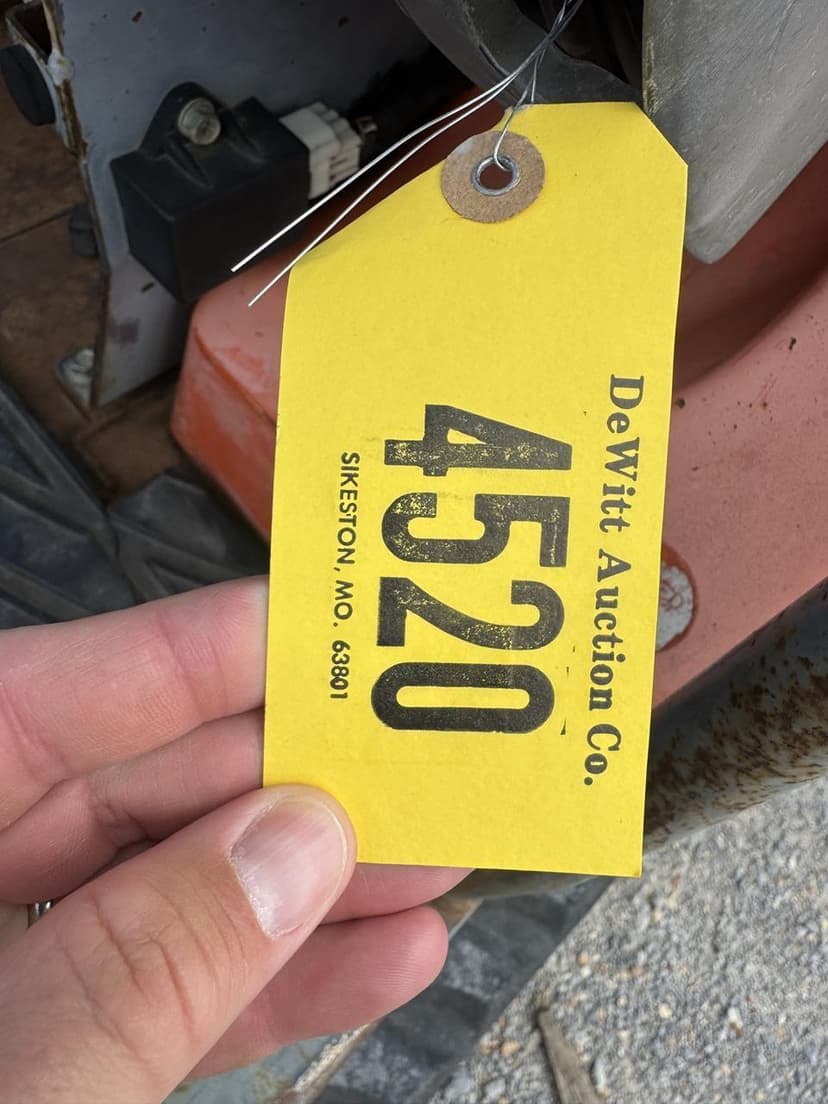 DeWitt Auction Co.
4520
SIKESTON, MO. 63801